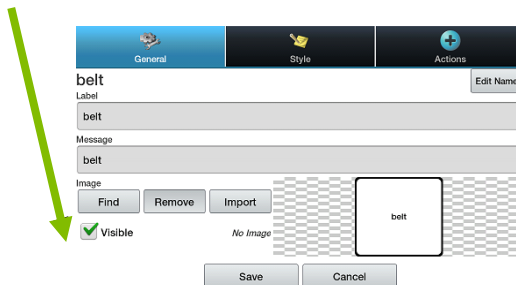 General Style Actions
belt
Edit Name
Label
belt
Message
belt
Image
Find Remove Import
belt
Visible No Image
Save Cancel